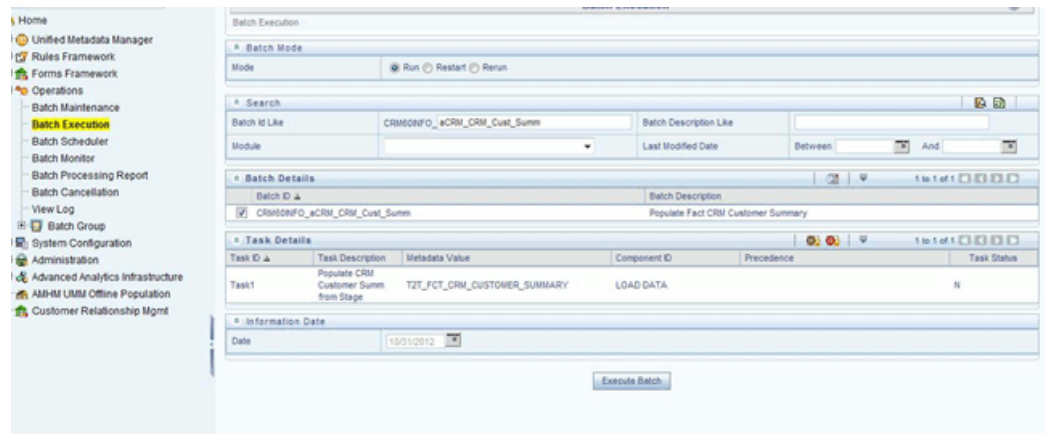 Home
Unified Metadata Manager
Rules Framework
Forms Framework
Operations
Batch Maintenance
Batch Execution
Batch Scheduler
Batch Monitor
Batch Processing Report
Batch Cancellation
View Log
Batch Group
System Configuration
Administration
Advanced Analytics Infrastructure
AMHM UMM Offline Population
Customer Relationship Mgmt
Batch Execution
Batch Execution
Batch Mode
Mode Run Restart Rerun
Search
Batch Id Like CRM60INFO_ aCRM_CRM_Cust_Summ Batch Description Like
Module Last Modified Date Between And
Batch Details 1 to 1 of 1
Batch ID Batch Description
CRM60INFO_aCRM_CRM_Cust_Summ Populate Fact CRM Customer Summary
Task Details 1 to 1 of 1
Task ID Task Description Metadata Value Component ID Precedence Task Status
Task1 Populate CRM Customer Summ from Stage T2T_FCT_CRM_CUSTOMER_SUMMARY LOAD DATA N
Information Date
Date 10/31/2012
Execute Batch